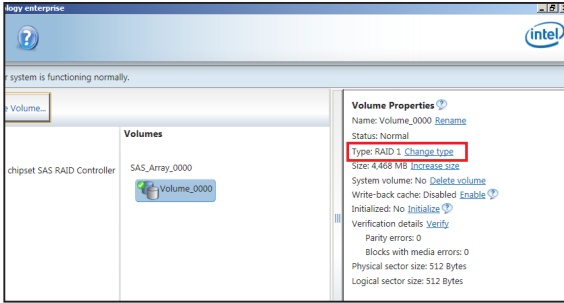 ology enterprise
intel
r system is functioning normally.
e Volume...
Volumes
chipset SAS RAID Controller
SAS_Array_0000
Volume_0000
Volume Properties
Name: Volume_0000 Rename
Status: Normal
Type: RAID 1 Change type
Size: 4,468 MB Increase size
System volume: No Delete volume
Write-back cache: Disabled Enable
Initialized: No Initialize
Verification details Verify
Parity errors: 0
Blocks with media errors: 0
Physical sector size: 512 Bytes
Logical sector size: 512 Bytes